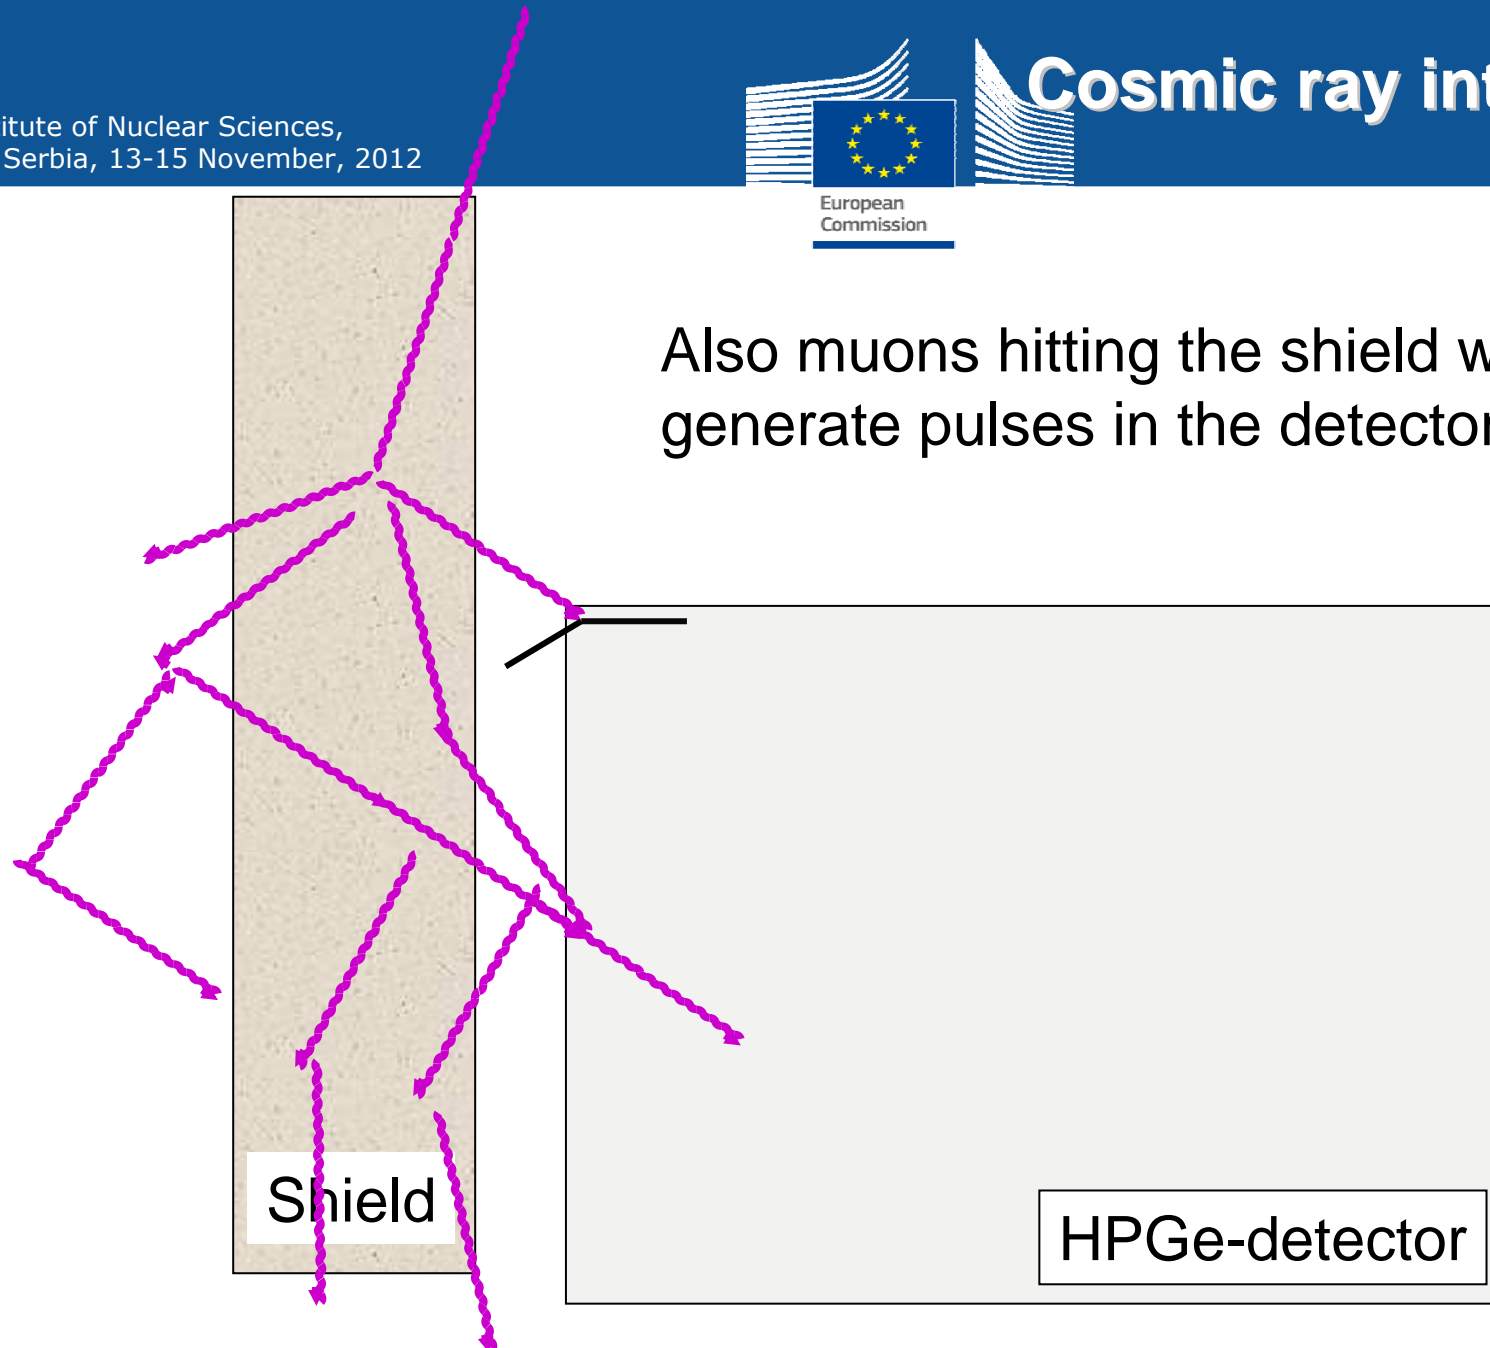 Cosmic ray int
itute of Nuclear Sciences,
Serbia, 13-15 November, 2012
European
Commission
Also muons hitting the shield w
generate pulses in the detector
Shield
HPGe-detector